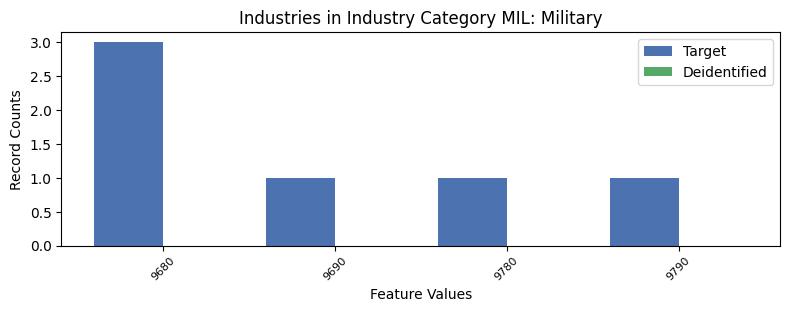 Industries in Industry Category MIL: Military
Target
Deidentified
Record Counts
3.0
2.5
2.0
1.5
1.0
0.5
0.0
9680
9690
9780
9790
Feature Values